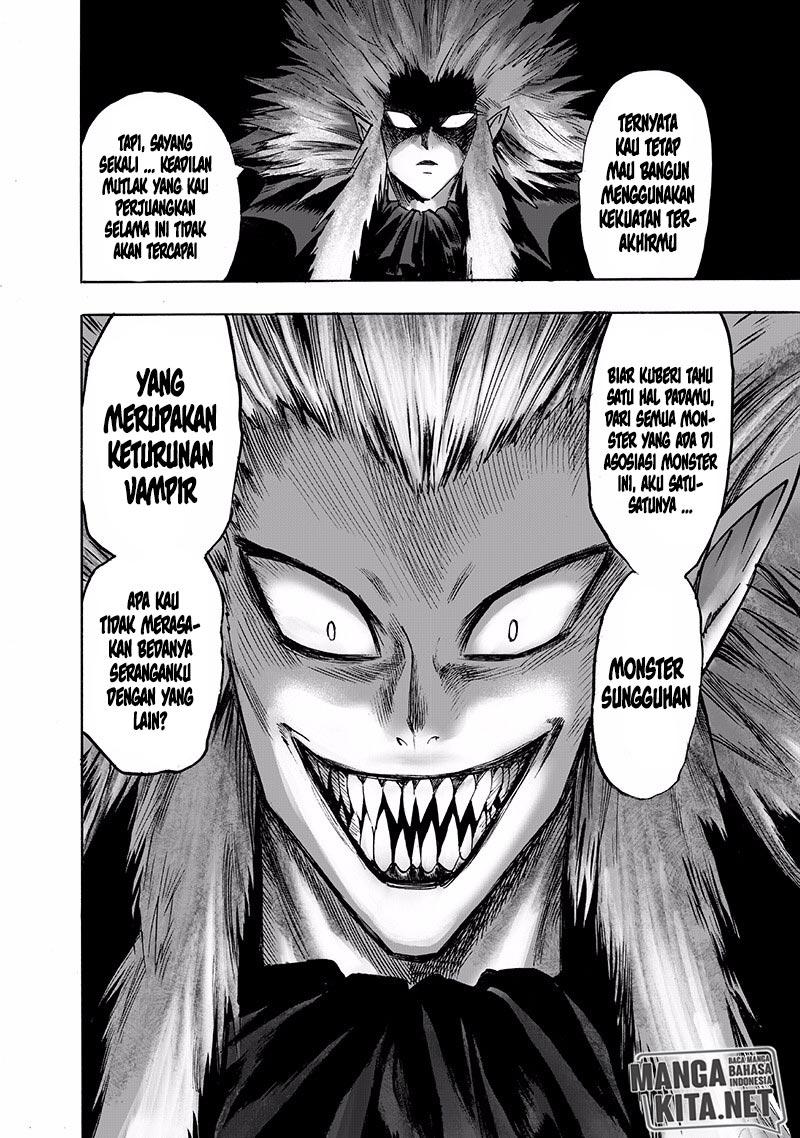 TERNYATA
KAU TETAP
MAU BANGUN
MENGGUNAKAN
KEKUATAN TER-
AKHIRMU
TAPI, SAYANG
SEKALI ... KEADILAN
MUTLAK YANG KAU
PERJUANGKAN
SELAMA INI TIDAK
AKAN TERCAPAI
BIAR KUBERI TAHU
SATU HAL PADAMU,
DARI SEMUA MON-
STER YANG ADA DI
ASOSIASI MONSTER
INI, AKU SATU-
SATUNYA ...
MONSTER
SUNGGUHAN
YANG
MERUPAKAN
KETURUNAN
VAMPIR
APA KAU
TIDAK MERASA-
KAN BEDANYA
SERANGANKU
DENGAN YANG
LAIN?
MANGA
BACA MANGA
BAHASA
INDONESIA
KITA.NET